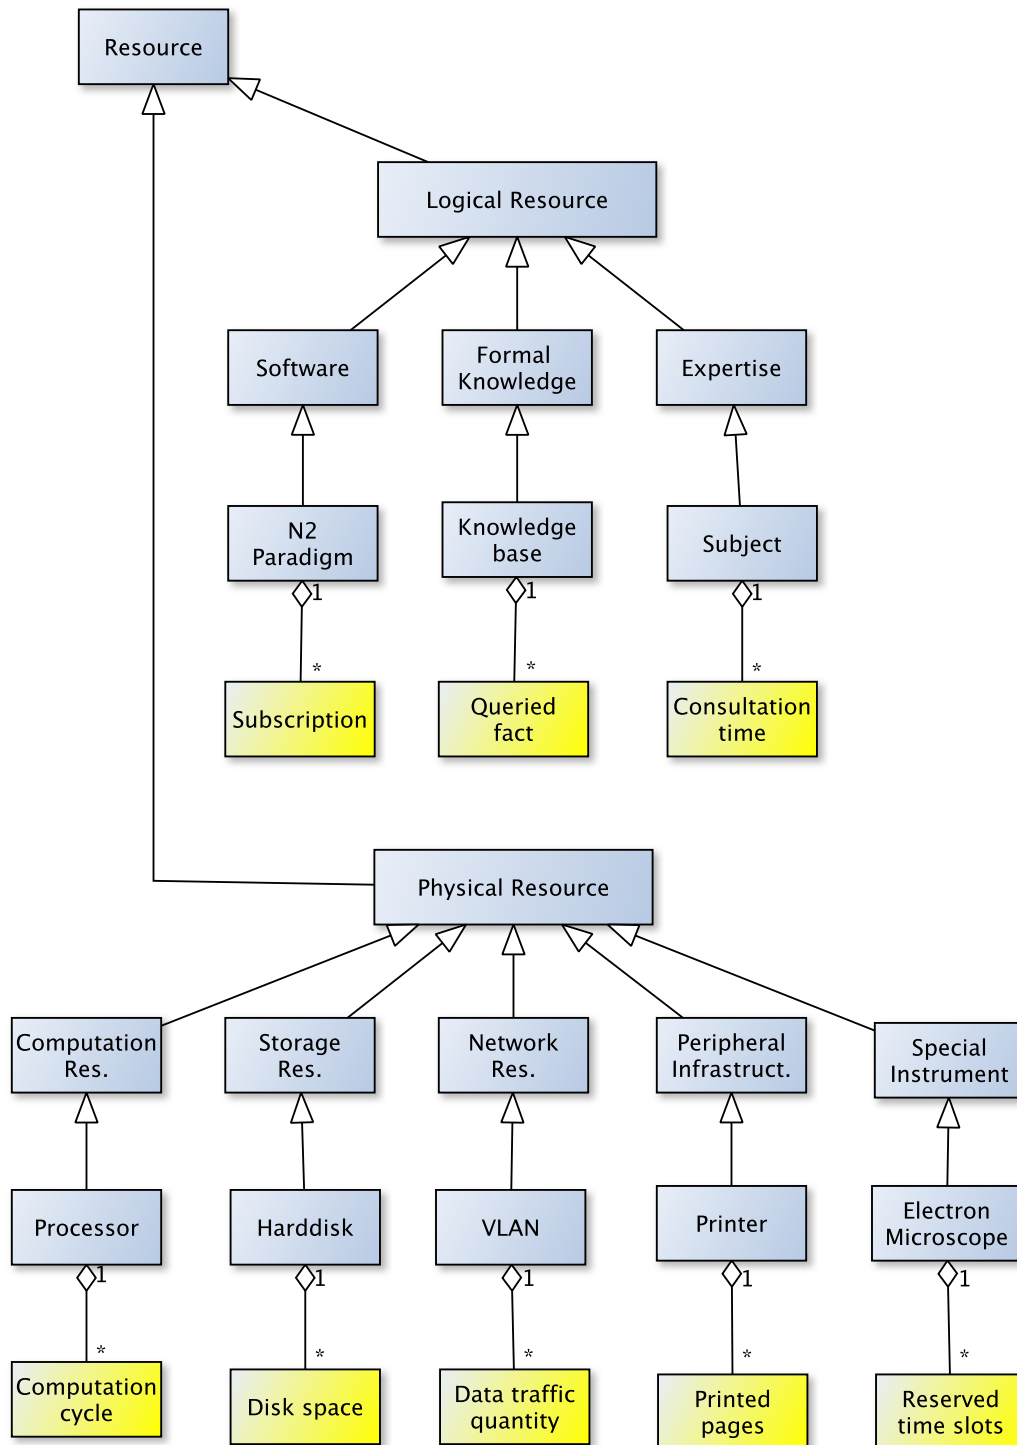 Resource
Logical Resource
Software
Formal
Knowledge
Expertise
N2
Paradigm
Knowledge
base
Subject
1
1
1
*
*
*
Subscription
Queried
fact
Consultation
time
Physical Resource
Computation
Res.
Storage
Res.
Network
Res.
Peripheral
Infrastruct.
Special
Instrument
Processor
Harddisk
VLAN
Printer
Electron
Microscope
1
1
1
1
1
*
*
*
*
*
Computation
cycle
Disk space
Data traffic
quantity
Printed
pages
Reserved
time slots